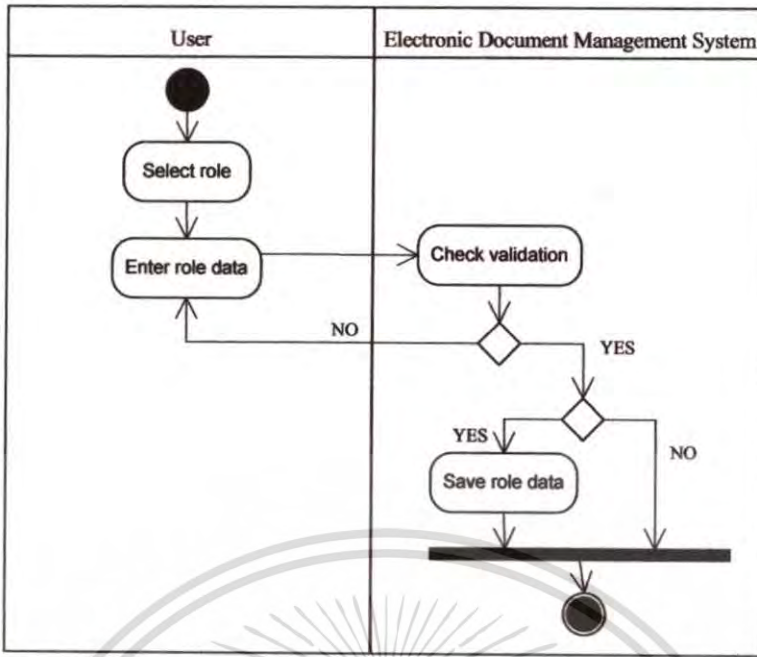 User
Electronic Document Management System
Select role
Enter role data
Check validation
NO
YES
YES
NO
Save role data